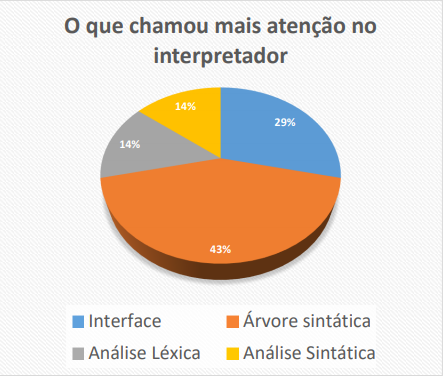 O que chamou mais atenção no
interpretador
14%
29%
14%
43%
Interface
Árvore sintática
Análise Léxica
Análise Sintática